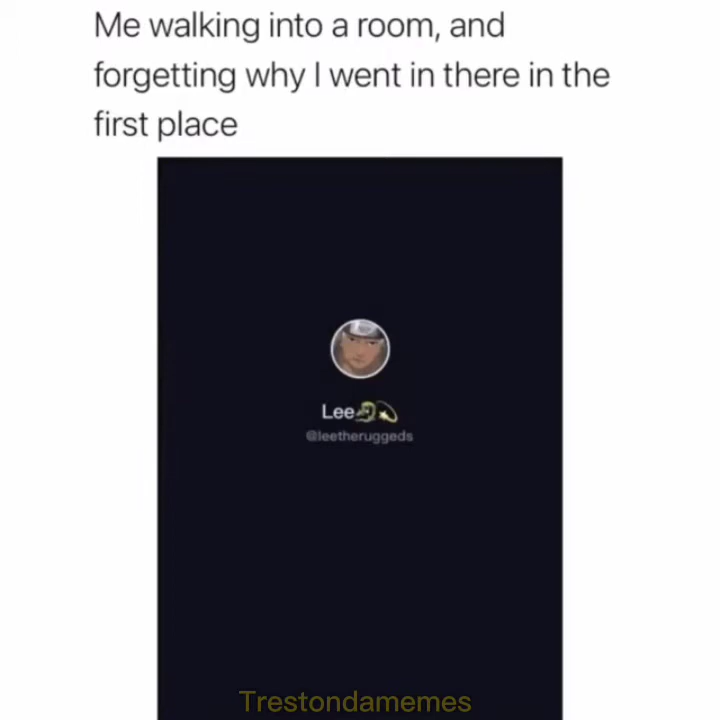 Me walking into a room, and
forgetting why I went in there in the
first place
Lee
@leetheruggeds
Trestondamemes